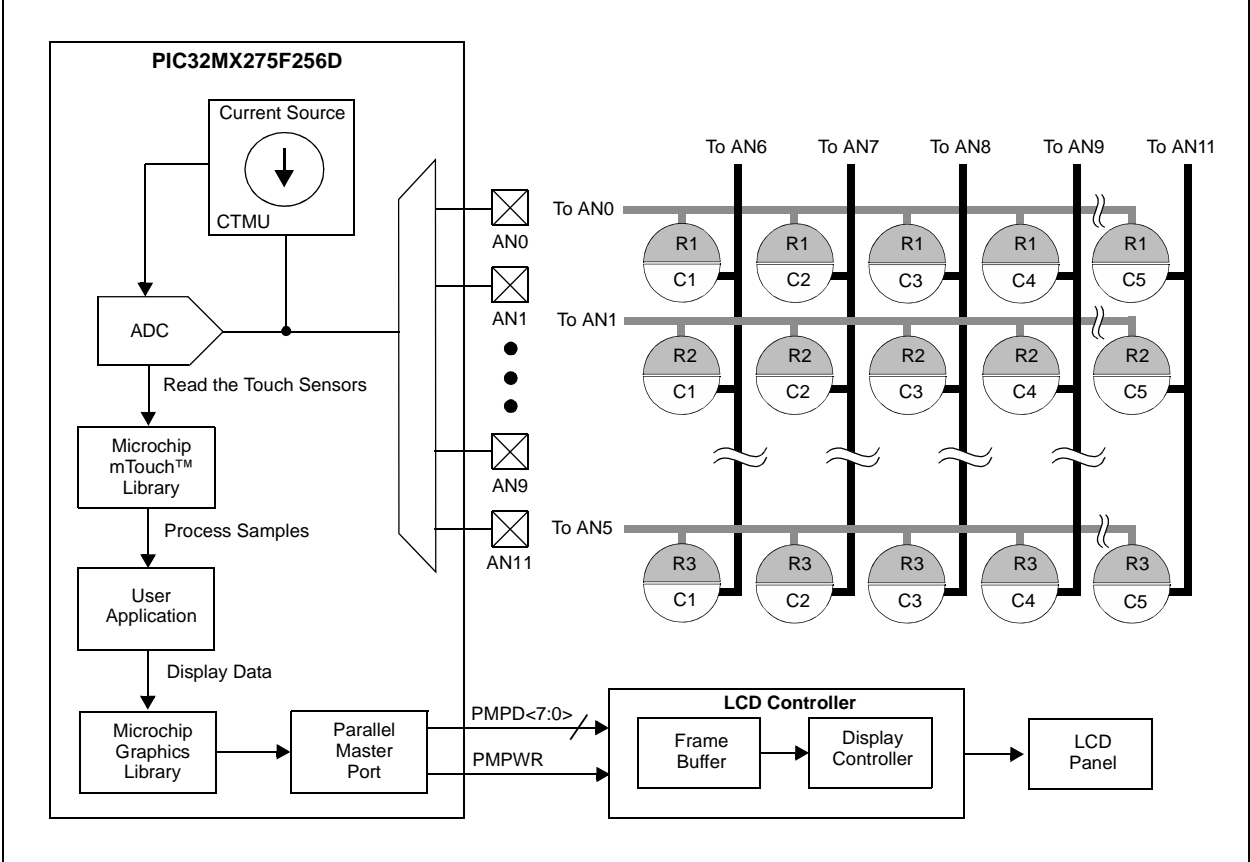 PIC32MX275F256D
Current Source
CTMU
ADC
Read the Touch Sensors
Microchip
mTouch™
Library
Process Samples
User
Application
Display Data
Microchip
Graphics
Library
Parallel
Master
Port
AN0
AN1
AN9
AN11
To AN6 To AN7 To AN8 To AN9 To AN11
To AN0
R1 R1 R1 R1 R1
C1 C2 C3 C4 C5
To AN1
R2 R2 R2 R2 R2
C1 C2 C3 C4 C5
To AN5
R3 R3 R3 R3 R3
C1 C2 C3 C4 C5
PMPD<7:0>
PMPWR
LCD Controller
Frame
Buffer
Display
Controller
LCD
Panel